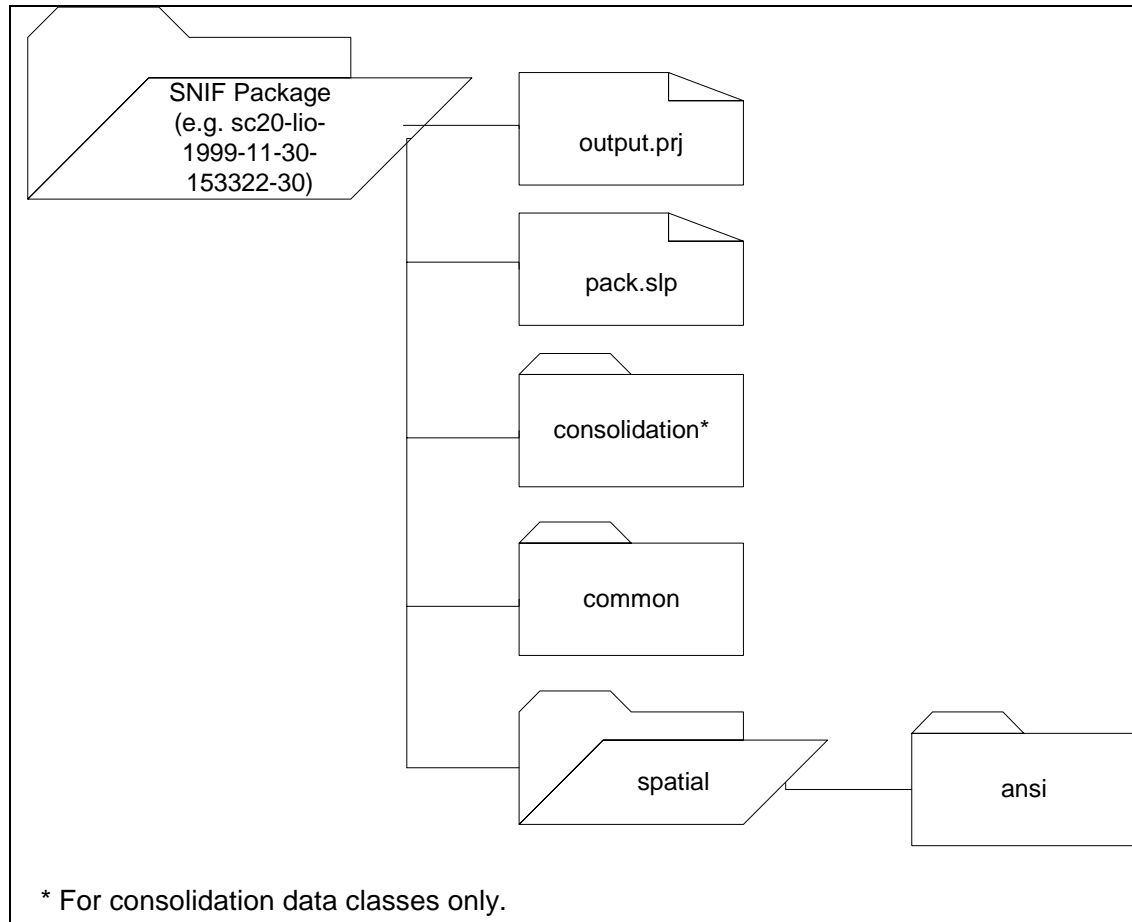 SNIF Package
(e.g. sc20-lio-
1999-11-30-
153322-30)
output.prj
pack.slp
consolidation*
common
spatial
ansi
* For consolidation data classes only.